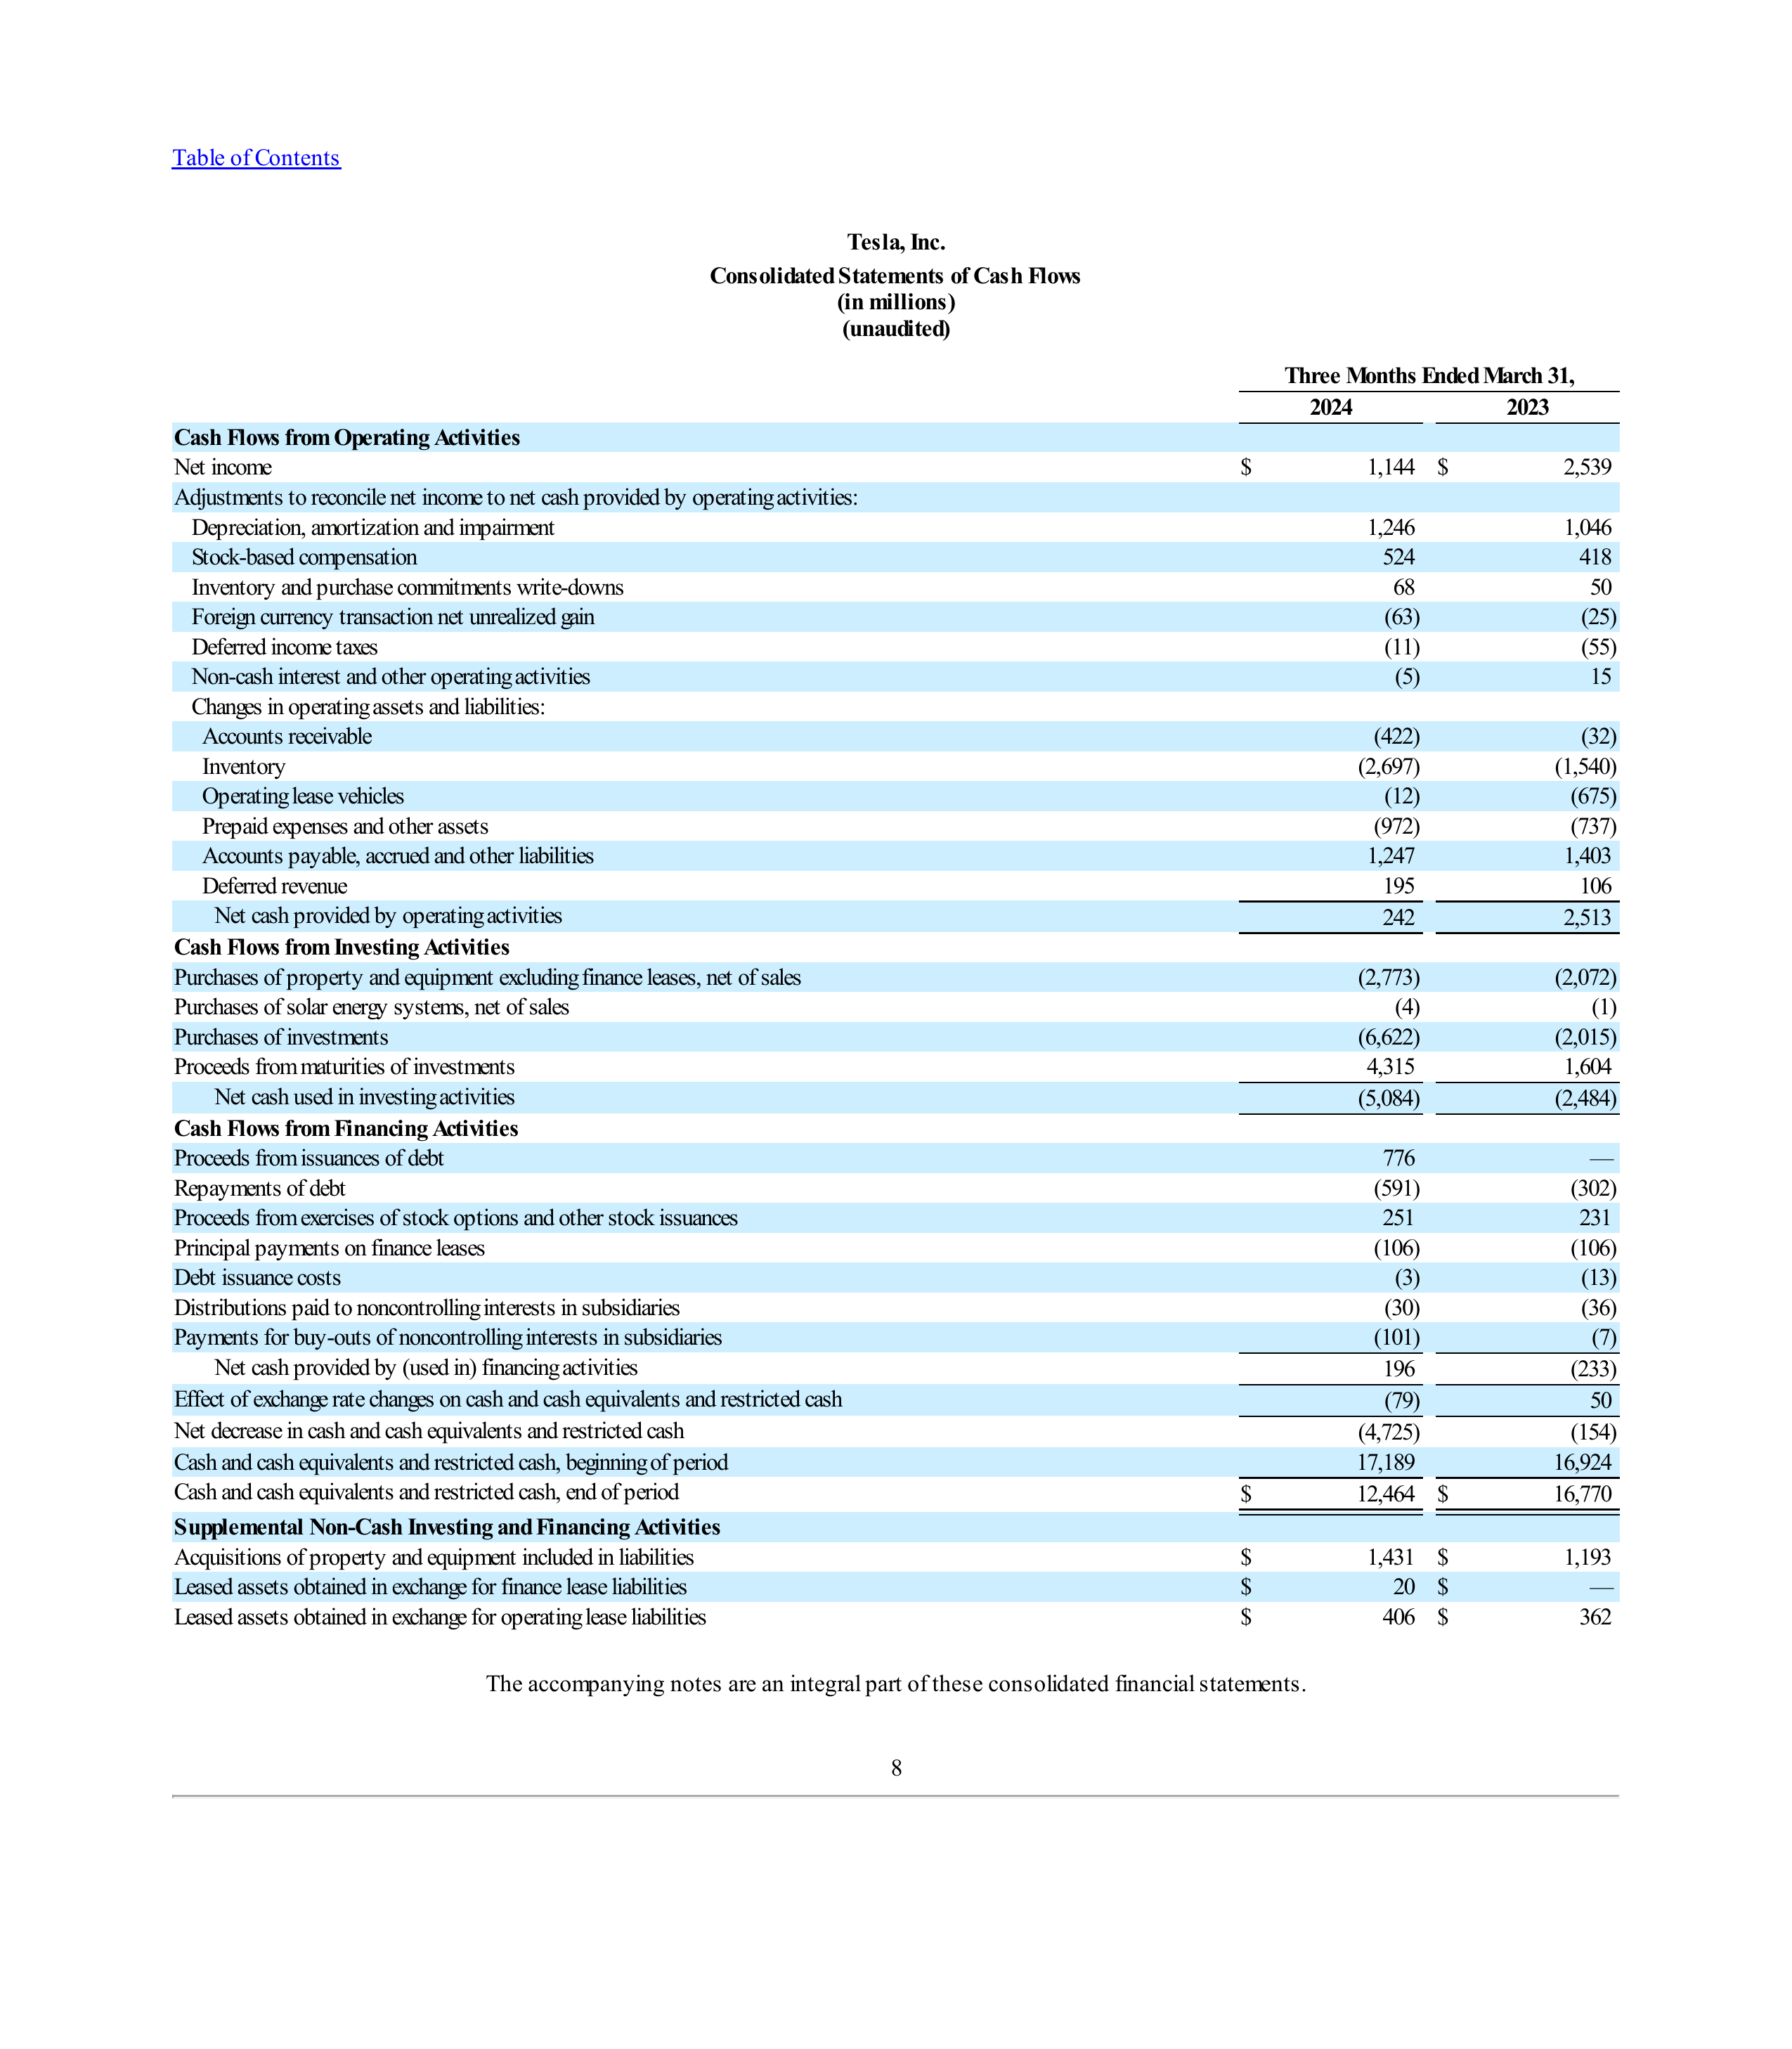 Table of Contents
Tesla, Inc.
Consolidated Statements of Cash Flows
(in millions)
(unaudited)
Three Months Ended March 31,
2024 2023
Cash Flows from Operating Activities
Net income $ 1,144 $ 2,539
Adjustments to reconcile net income to net cash provided by operating activities:
Depreciation, amortization and impairment 1,246 1,046
Stock-based compensation 524 418
Inventory and purchase commitments write-downs 68 50
Foreign currency transaction net unrealized gain (63) (25)
Deferred income taxes (11) (55)
Non-cash interest and other operating activities (5) 15
Changes in operating assets and liabilities:
Accounts receivable (422) (32)
Inventory (2,697) (1,540)
Operating lease vehicles (12) (675)
Prepaid expenses and other assets (972) (737)
Accounts payable, accrued and other liabilities 1,247 1,403
Deferred revenue 195 106
Net cash provided by operating activities 242 2,513
Cash Flows from Investing Activities
Purchases of property and equipment excluding finance leases, net of sales (2,773) (2,072)
Purchases of solar energy systems, net of sales (4) (1)
Purchases of investments (6,622) (2,015)
Proceeds from maturities of investments 4,315 1,604
Net cash used in investing activities (5,084) (2,484)
Cash Flows from Financing Activities
Proceeds from issuances of debt 776 —
Repayments of debt (591) (302)
Proceeds from exercises of stock options and other stock issuances 251 231
Principal payments on finance leases (106) (106)
Debt issuance costs (3) (13)
Distributions paid to noncontrolling interests in subsidiaries (30) (36)
Payments for buy-outs of noncontrolling interests in subsidiaries (101) (7)
Net cash provided by (used in) financing activities 196 (233)
Effect of exchange rate changes on cash and cash equivalents and restricted cash (79) 50
Net decrease in cash and cash equivalents and restricted cash (4,725) (154)
Cash and cash equivalents and restricted cash, beginning of period 17,189 16,924
Cash and cash equivalents and restricted cash, end of period $ 12,464 $ 16,770
Supplemental Non-Cash Investing and Financing Activities
Acquisitions of property and equipment included in liabilities $ 1,431 $ 1,193
Leased assets obtained in exchange for finance lease liabilities $ 20 $ —
Leased assets obtained in exchange for operating lease liabilities $ 406 $ 362
The accompanying notes are an integral part of these consolidated financial statements.
8